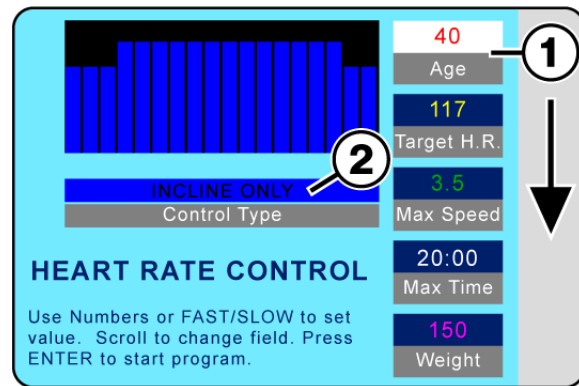 40
1
Age
117
Target H.R.
2
INCLINE ONLY
Control Type
3.5
Max Speed
20:00
Max Time
HEART RATE CONTROL
Use Numbers or FAST/SLOW to set
value. Scroll to change field. Press
ENTER to start program.
150
Weight